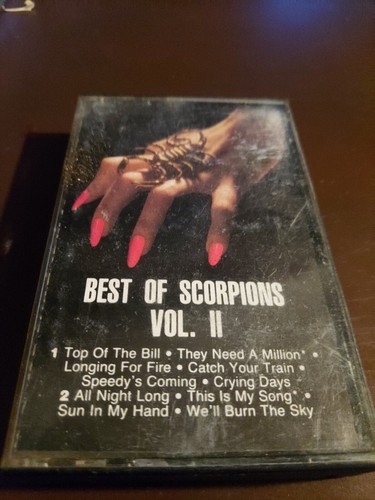 BEST OF SCORPIONS
VOL. II
1 Top Of The Bill • They Need A Million* •
Longing For Fire • Catch Your Train •
Speedy's Coming • Crying Days
2 All Night Long • This Is My Song* •
Sun In My Hand • We'll Burn The Sky